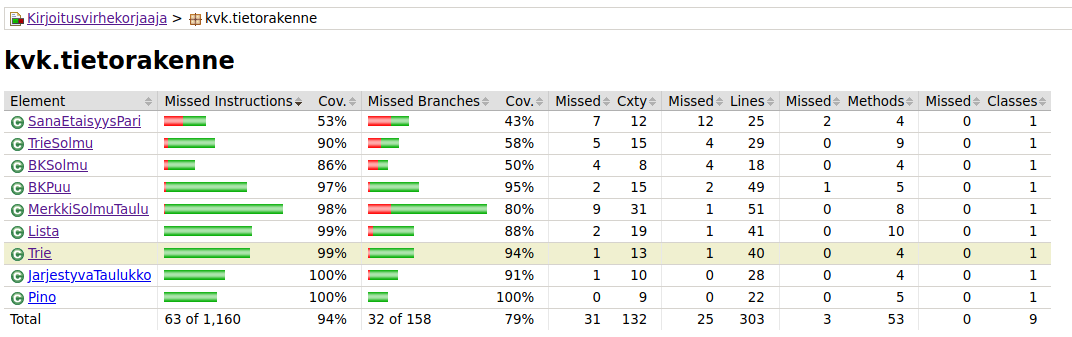 Kirjoitusvirhekorjaaja > kvk.tietorakenne
kvk.tietorakenne
Element Missed Instructions Cov. Missed Branches Cov. Missed Cxty Missed Lines Missed Methods Missed Classes
SanaEtaisyysPari 53% 43% 7 12 12 25 2 4 0 1
TrieSolmu 90% 58% 5 15 4 29 0 9 0 1
BKSolmu 86% 50% 4 8 4 18 0 4 0 1
BKPuu 97% 95% 2 15 2 49 1 5 0 1
MerkkiSolmuTaulu 98% 80% 9 31 1 51 0 8 0 1
Lista 99% 88% 2 19 1 41 0 10 0 1
Trie 99% 94% 1 13 1 40 0 4 0 1
JarjestyvaTaulukko 100% 91% 1 10 0 28 0 4 0 1
Pino 100% 100% 0 9 0 22 0 5 0 1
Total 63 of 1,160 94% 32 of 158 79% 31 132 25 303 3 53 0 9